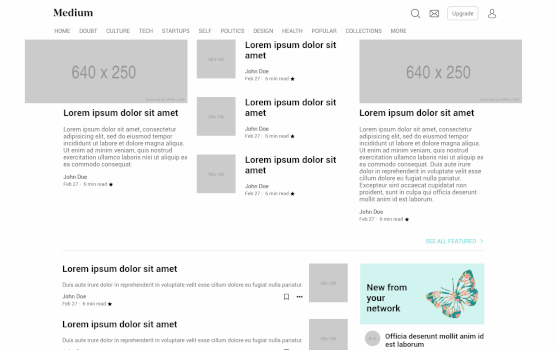 Medium
Upgrade
HOME DOUBT CULTURE TECH STARTUPS SELF POLITICS DESIGN HEALTH POPULAR COLLECTIONS MORE
640 x 250
Lorem ipsum dolor sit amet
Lorem ipsum dolor sit amet, consectetur
adipisicing elit, sed do eiusmod tempor
incididunt ut labore et dolore magna aliqua.
Ut enim ad minim veniam, quis nostrud
exercitation ullamco laboris nisi ut aliquip ex
ea commodo consequat.
John Doe
Feb 27 · 6 min read ★
Lorem ipsum dolor sit
amet
John Doe
Feb 27 · 6 min read ★
Lorem ipsum dolor sit
amet
John Doe
Feb 27 · 6 min read ★
Lorem ipsum dolor sit
amet
John Doe
Feb 27 · 6 min read ★
640 x 250
Lorem ipsum dolor sit amet
Lorem ipsum dolor sit amet, consectetur
adipisicing elit, sed do eiusmod tempor
incididunt ut labore et dolore magna aliqua.
Ut enim ad minim veniam, quis nostrud
exercitation ullamco laboris nisi ut aliquip ex
ea commodo consequat. Duis aute irure
dolor in reprehenderit in voluptate velit esse
cillum dolore eu fugiat nulla pariatur.
Excepteur sint occaecat cupidatat non
proident, sunt in culpa qui officia deserunt
mollit anim id est laborum.
John Doe
Feb 27 · 6 min read ★
SEE ALL FEATURED >
Lorem ipsum dolor sit amet
Duis aute irure dolor in reprehenderit in voluptate velit esse cillum dolore eu fugiat nulla pariatur.
John Doe
Feb 27 · 6 min read ★
Lorem ipsum dolor sit amet
Duis aute irure dolor in reprehenderit in voluptate velit esse cillum dolore eu fugiat nulla pariatur.
New from
your
network
Officia deserunt mollit anim id
est laborum